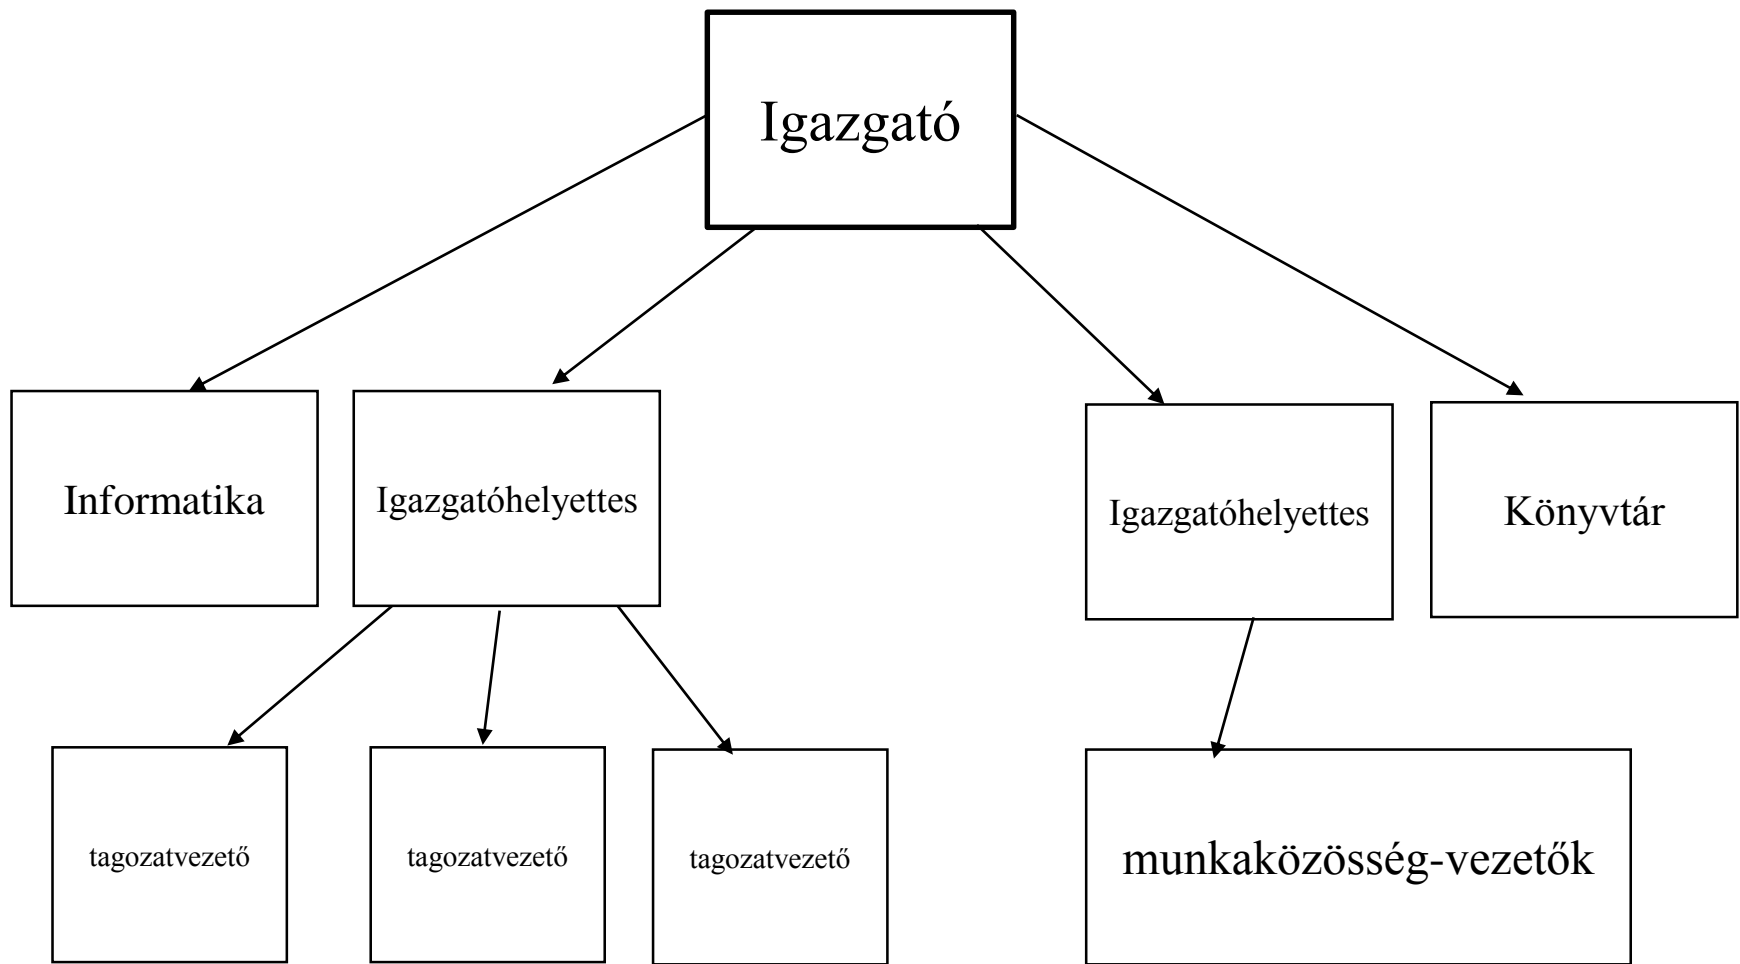 Igazgató
Informatika
Igazgatóhelyettes
Igazgatóhelyettes
Könyvtár
tagozatvezető
tagozatvezető
tagozatvezető
munkaközösség-vezetők